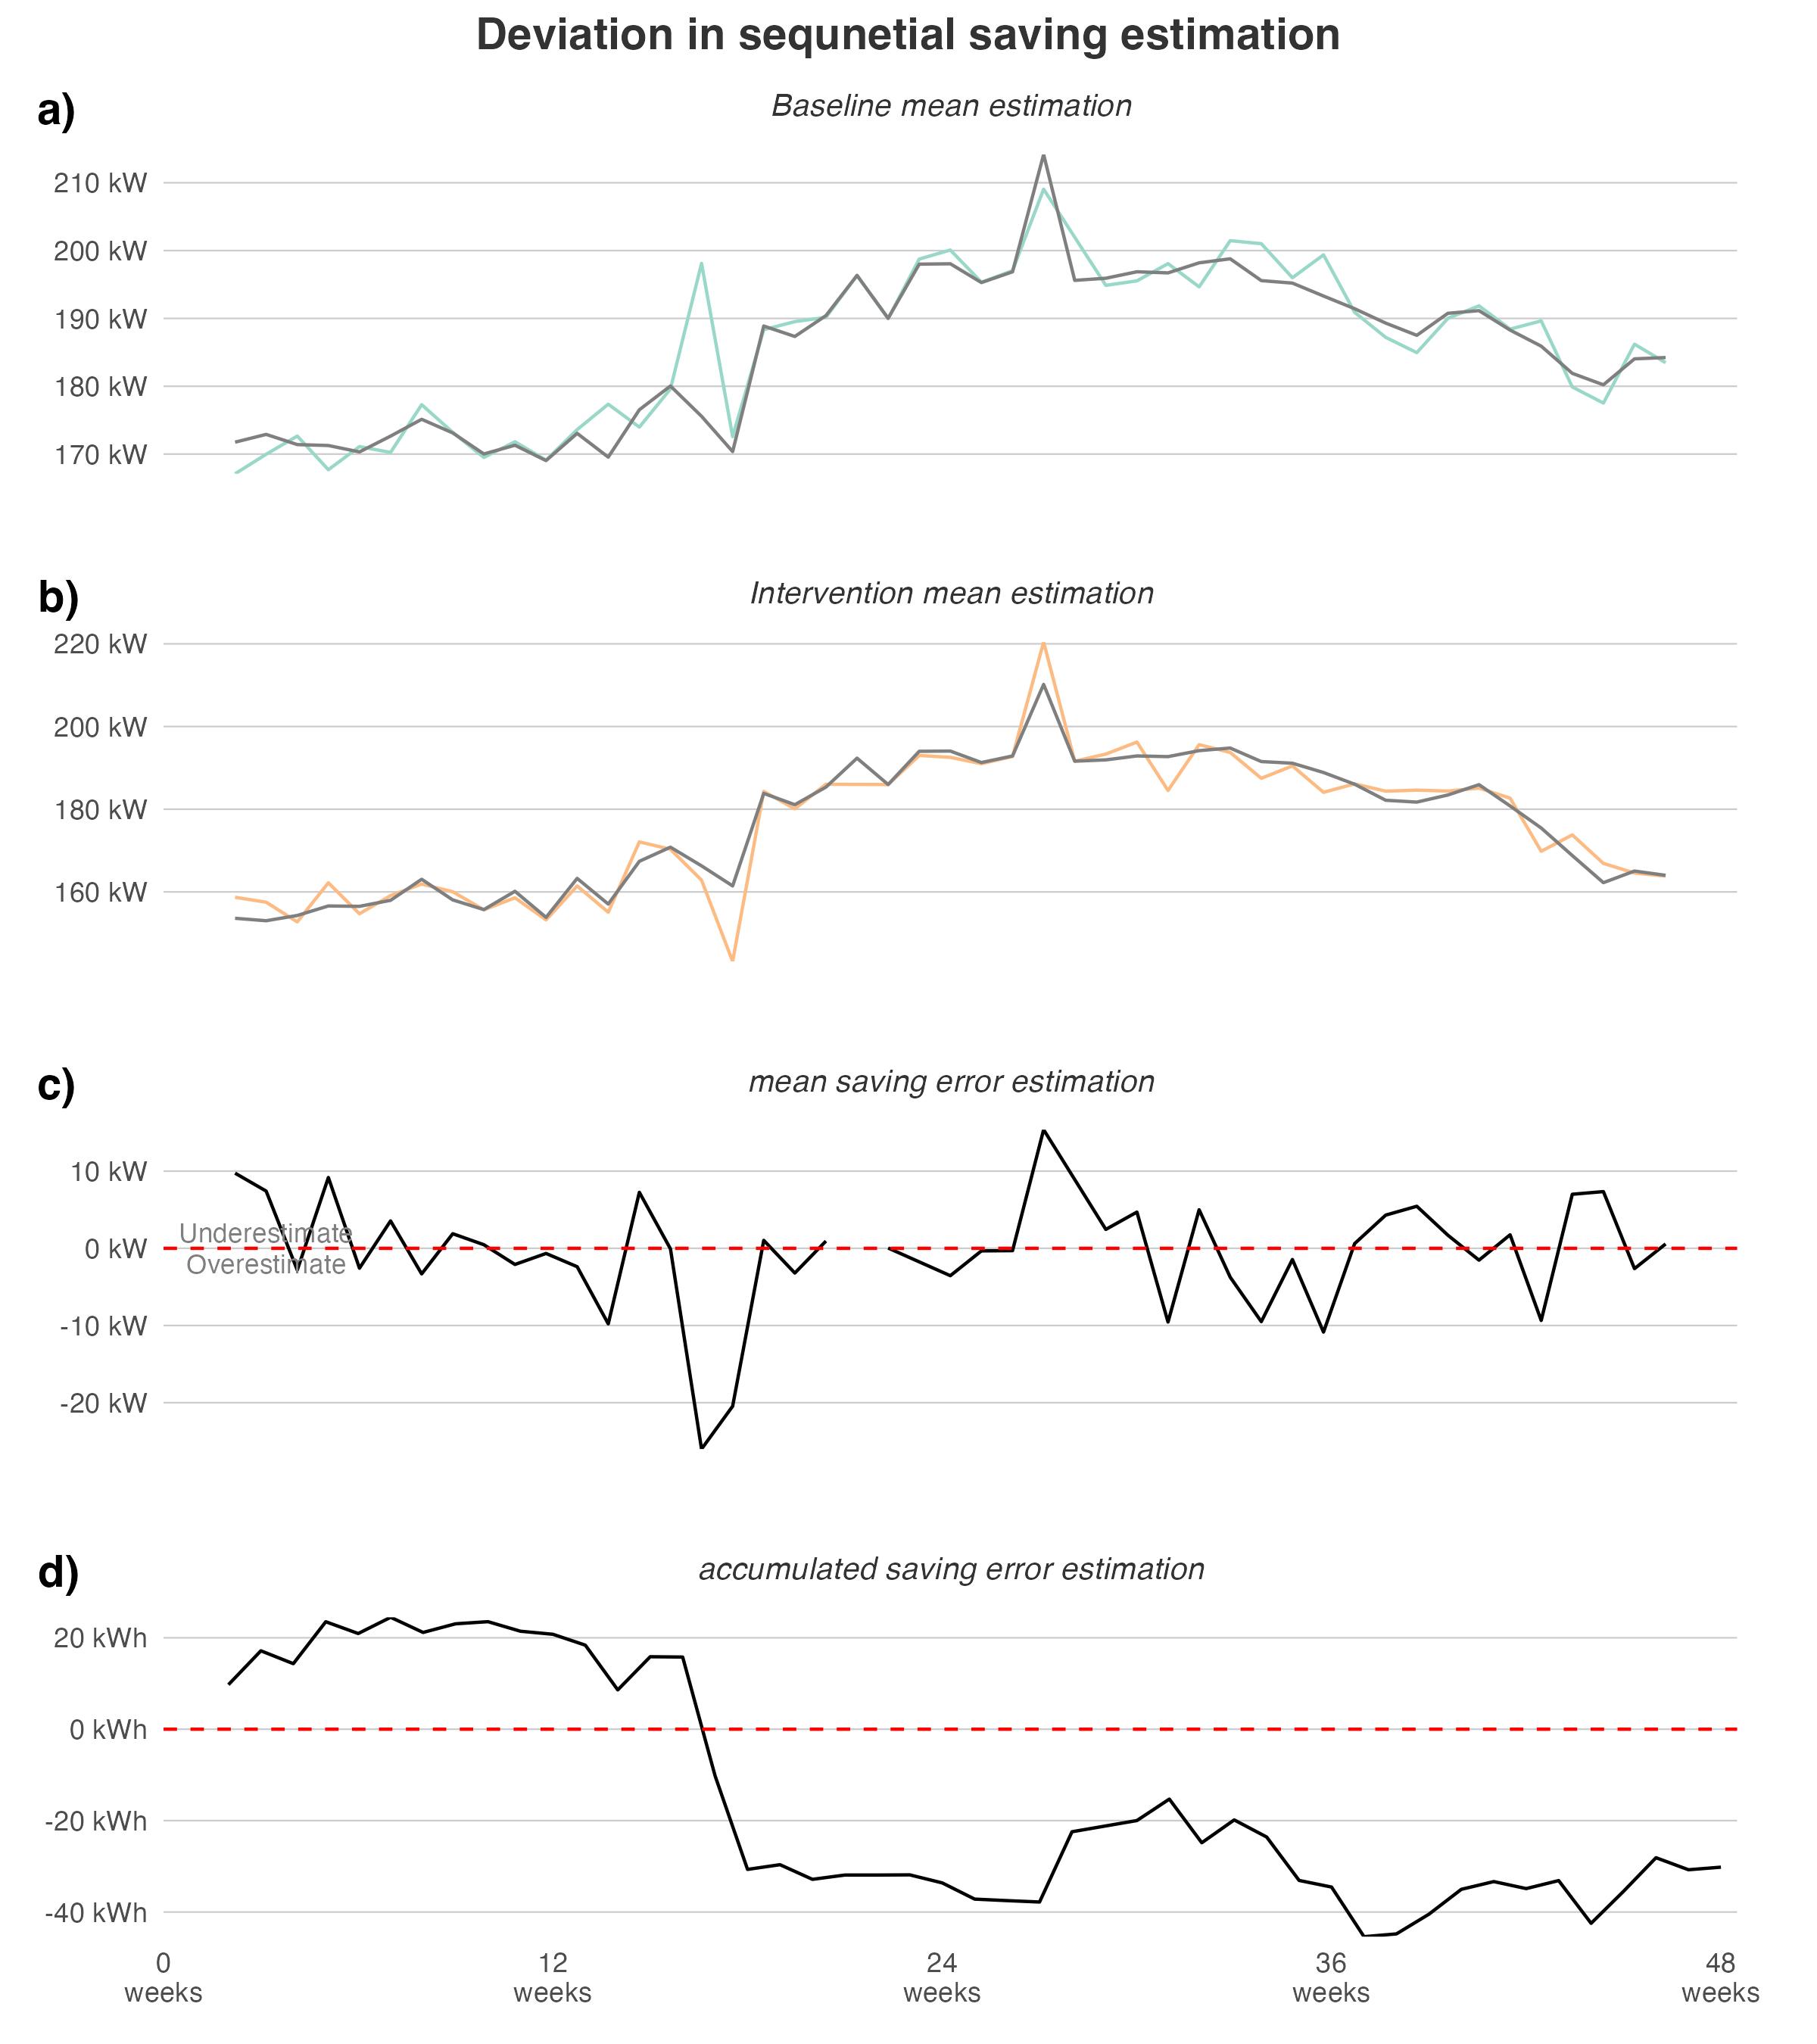 Deviation in sequnetial saving estimation
a)
Baseline mean estimation
210 kW
200 kW
190 kW
180 kW
170 kW
b)
Intervention mean estimation
220 kW
200 kW
180 kW
160 kW
c)
mean saving error estimation
10 kW
Underestimate
0 kW
Overestimate
-10 kW
-20 kW
d)
accumulated saving error estimation
20 kWh
0 kWh
-20 kWh
-40 kWh
0 12 24 36 48
weeks weeks weeks weeks weeks